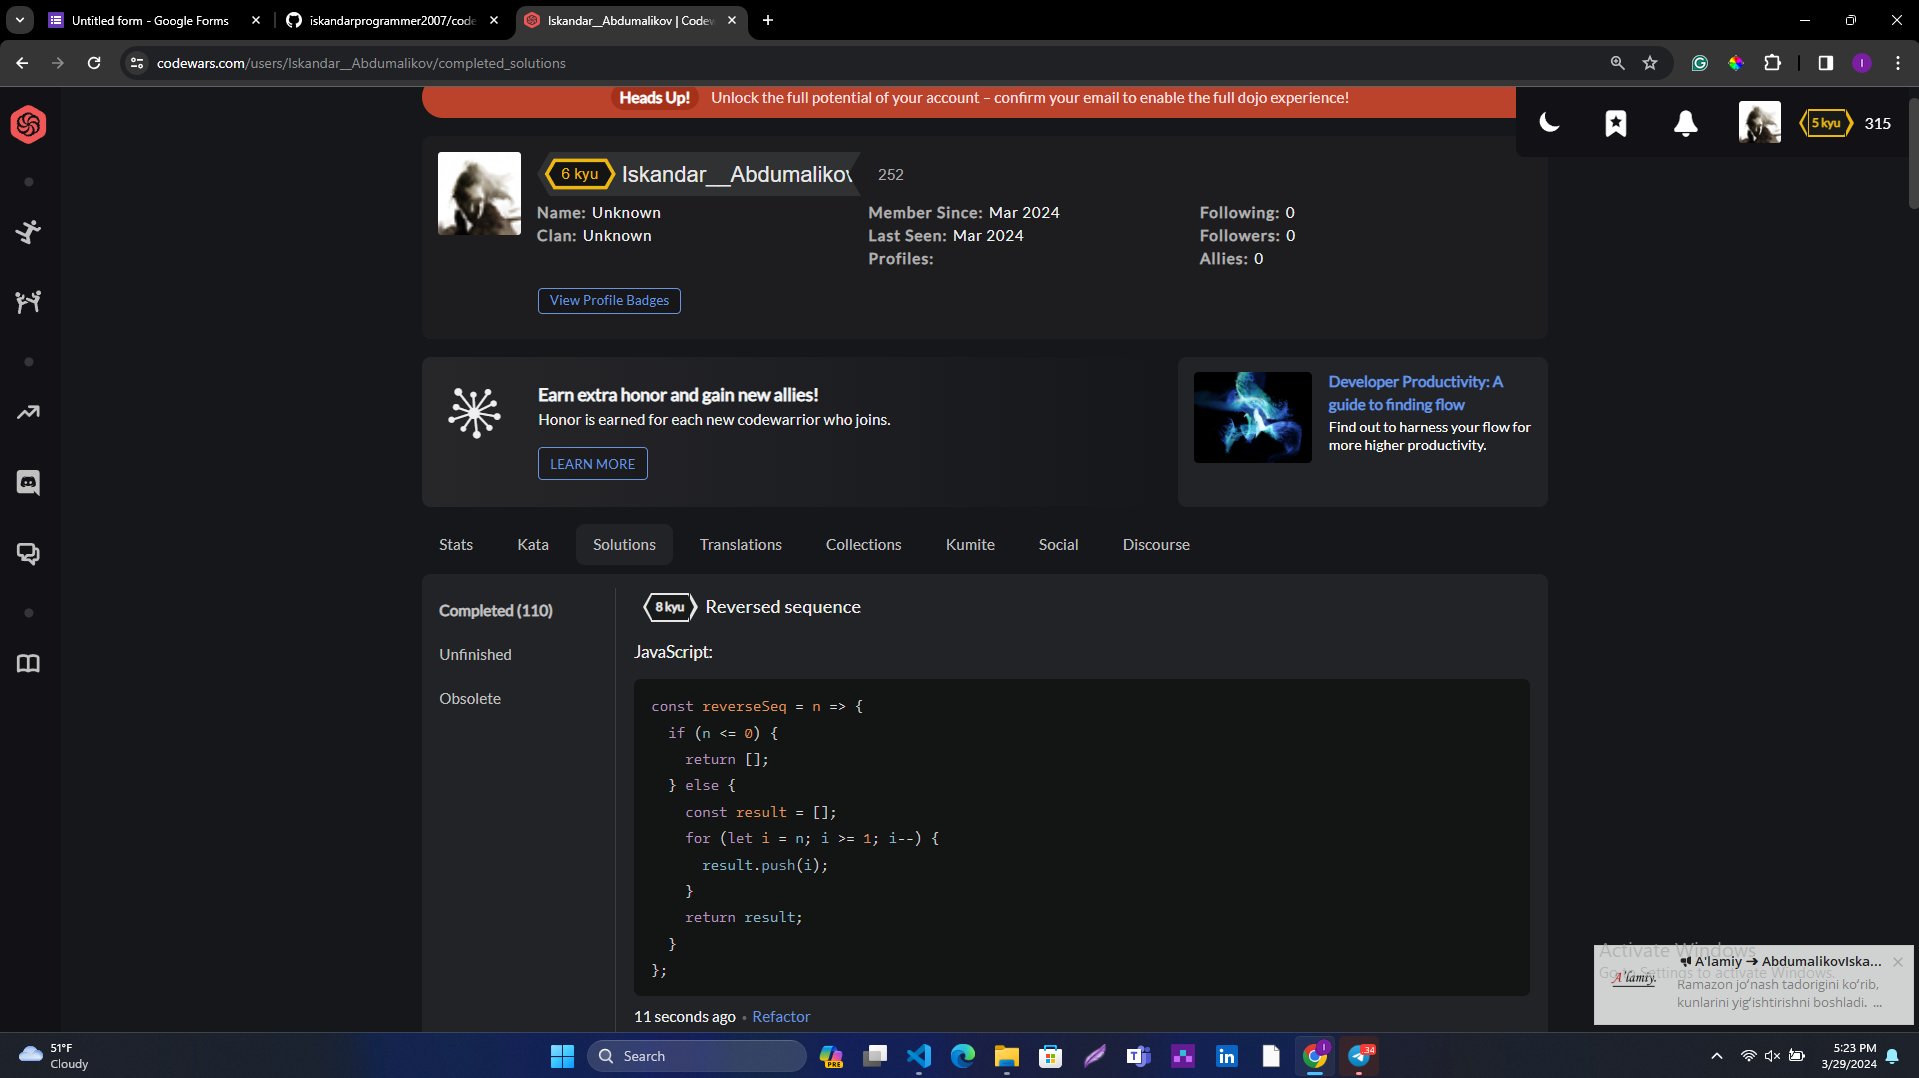 Untitled form - Google Forms
iskandarprogrammer2007/code
Iskandar__Abdumalikov | Codew
codewars.com/users/Iskandar__Abdumalikov/completed_solutions
Heads Up! Unlock the full potential of your account – confirm your email to enable the full dojo experience!
5 kyu 315
6 kyu Iskandar__Abdumalikov 252
Name: Unknown
Clan: Unknown
Member Since: Mar 2024
Last Seen: Mar 2024
Profiles:
Following: 0
Followers: 0
Allies: 0
View Profile Badges
Earn extra honor and gain new allies!
Honor is earned for each new codewarrior who joins.
LEARN MORE
Developer Productivity: A
guide to finding flow
Find out to harness your flow for
more higher productivity.
Stats Kata Solutions Translations Collections Kumite Social Discourse
Completed (110)
Unfinished
Obsolete
8 kyu Reversed sequence
JavaScript:
const reverseSeq = n => {
if (n <= 0) {
return [];
} else {
const result = [];
for (let i = n; i >= 1; i--) {
result.push(i);
}
return result;
}
};
11 seconds ago • Refactor
Activate Windows
Go to Settings to activate Windows.
A'lamiy.
A'lamiy ➔ AbdumalikovIska...
Ramazon joʻnash tadorigini koʻrib,
kunlarini yigʻishtirishni boshladi. ...
51°F
Cloudy
Search
PRE
34
5:23 PM
3/29/2024